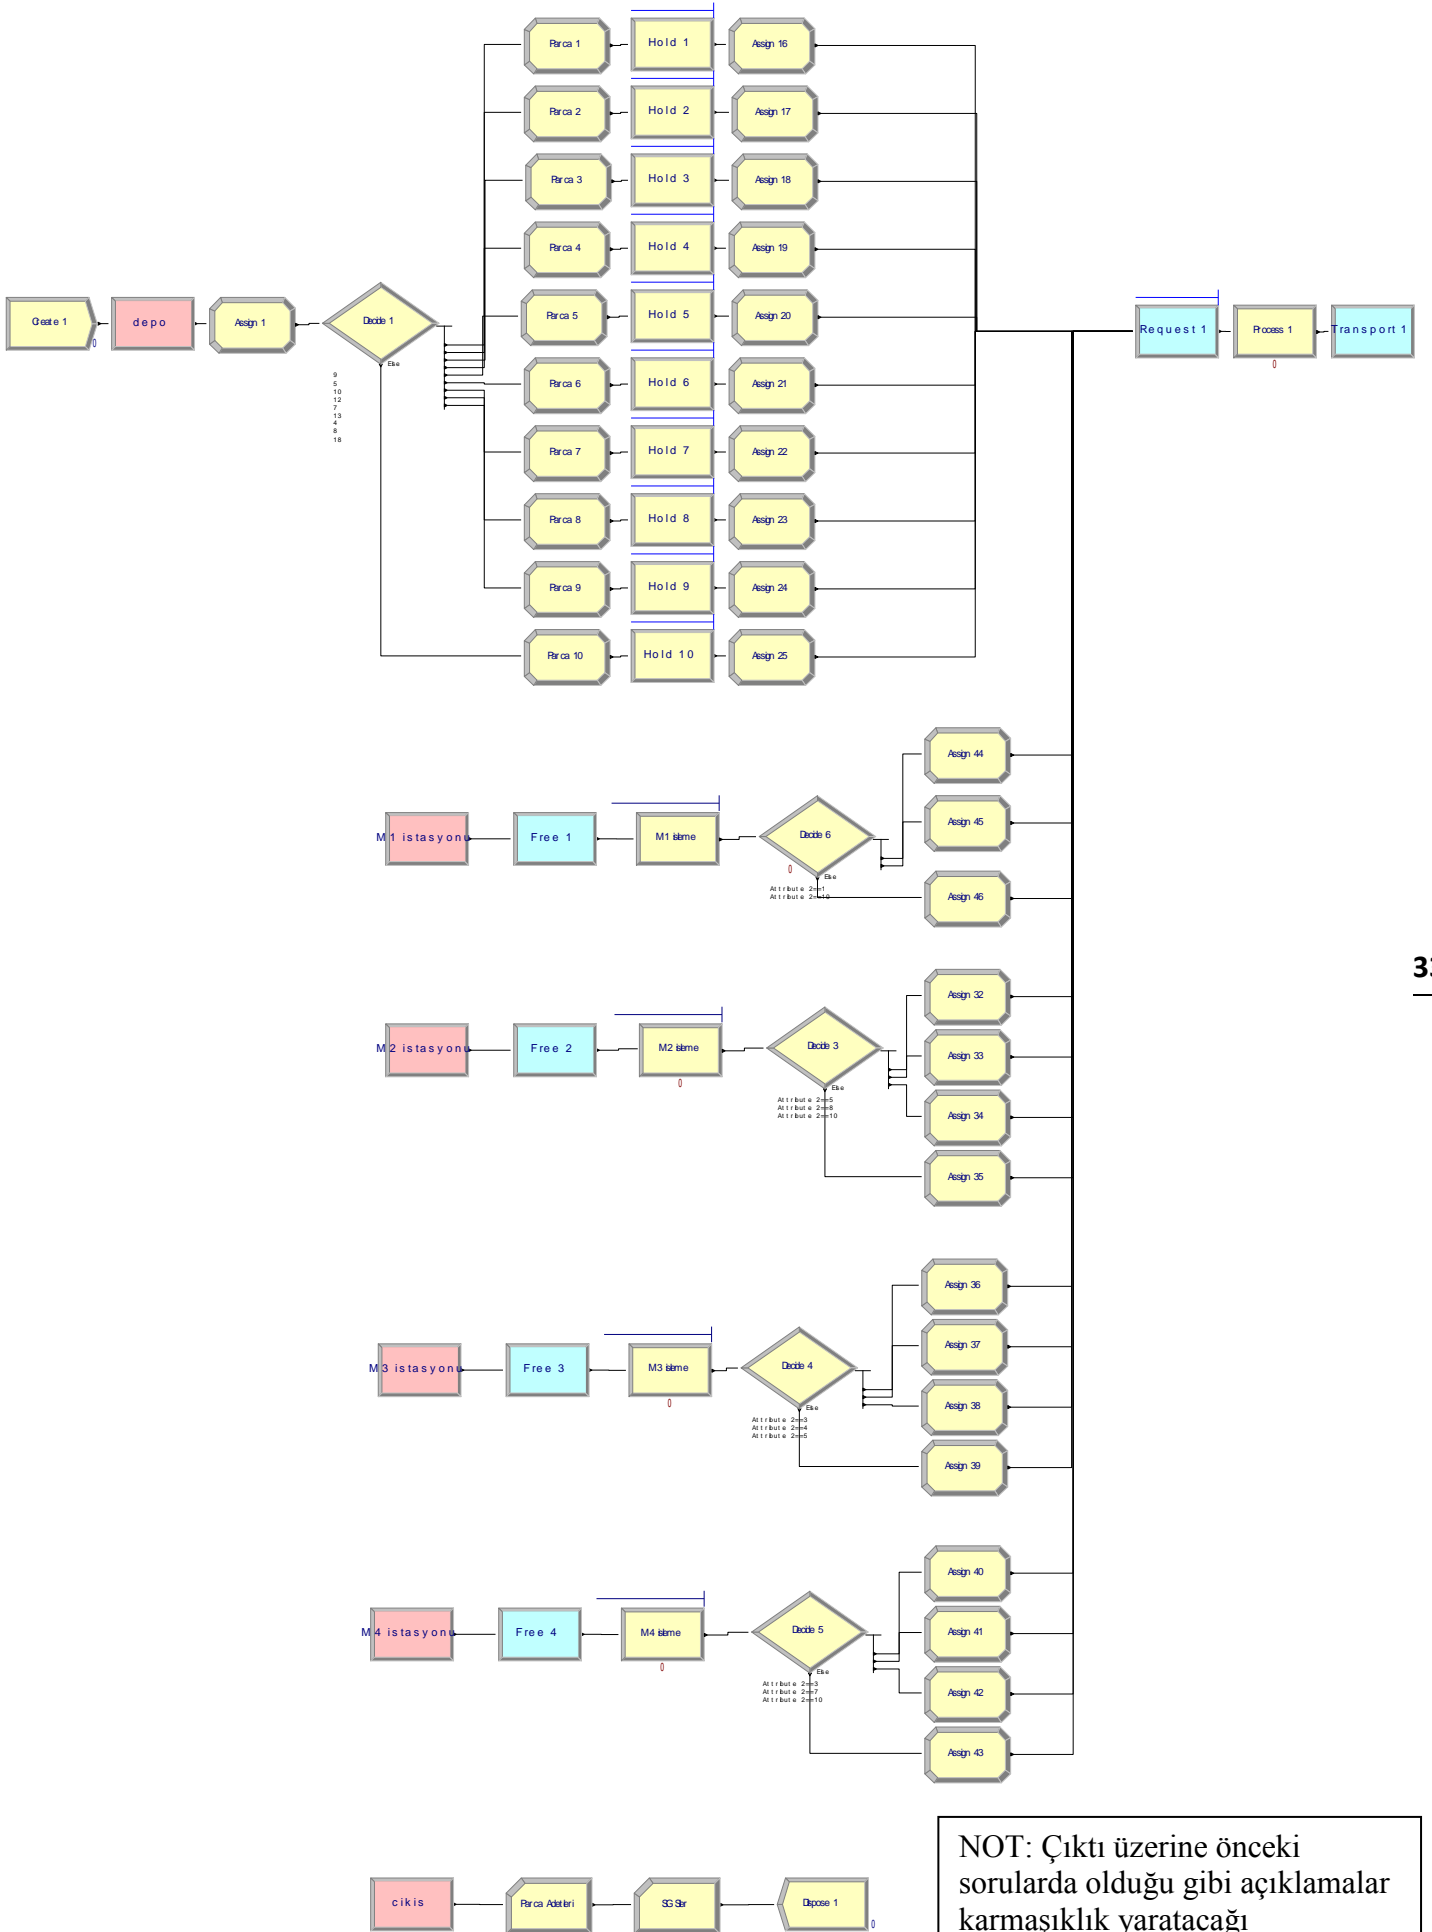 Parca 1
Hold 1
Assign 16
Parca 2
Hold 2
Assign 17
Parca 3
Hold 3
Assign 18
Parca 4
Hold 4
Assign 19
Parca 5
Hold 5
Assign 20
Parca 6
Hold 6
Assign 21
Parca 7
Hold 7
Assign 22
Parca 8
Hold 8
Assign 23
Parca 9
Hold 9
Assign 24
Parca 10
Hold 10
Assign 25
Create 1
0
depo
Assign 1
Decide 1
Else
9
5
10
12
7
13
4
8
18
Request 1
Process 1
0
Transport 1
M1 istasyonu
Free 1
M1 isleme
0
Decide 6
Else
Attribute 2==1
Attribute 2==10
Assign 44
Assign 45
Assign 46
33
M2 istasyonu
Free 2
M2 isleme
0
Decide 3
Else
Attribute 2==5
Attribute 2==8
Attribute 2==10
Assign 32
Assign 33
Assign 34
Assign 35
M3 istasyonu
Free 3
M3 isleme
0
Decide 4
Else
Attribute 2==3
Attribute 2==4
Attribute 2==5
Assign 36
Assign 37
Assign 38
Assign 39
M4 istasyonu
Free 4
M4 isleme
0
Decide 5
Else
Attribute 2==3
Attribute 2==7
Attribute 2==10
Assign 40
Assign 41
Assign 42
Assign 43
cikis
Parca Adetleri
Dispose 1
0
NOT: Çıktı üzerine önceki
sorularda olduğu gibi açıklamalar
karmaşıklık yaratacağı